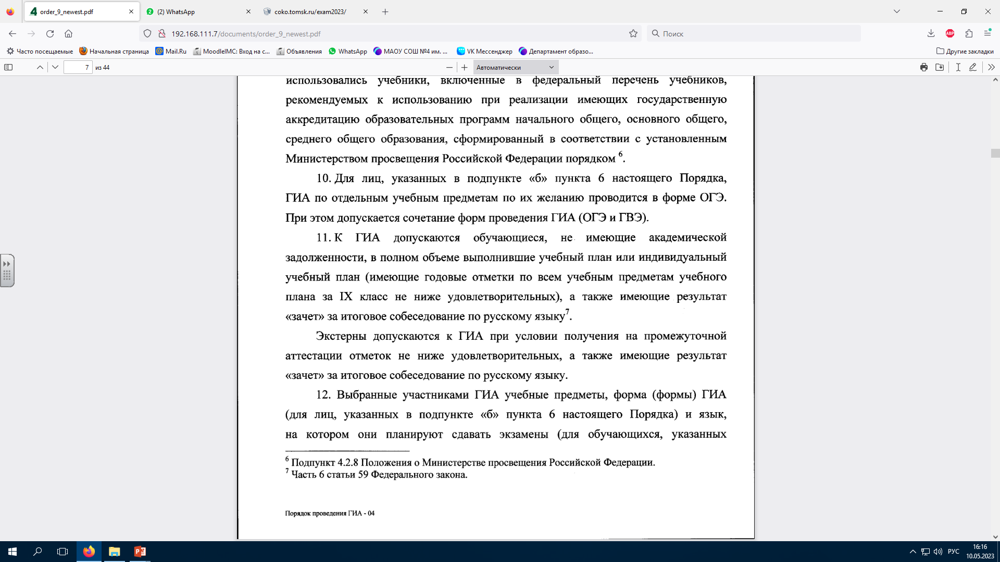 order_9_newest.pdf
(2) WhatsApp
coko.tomsk.ru/exam2023/
192.168.111.7/documents/order_9_newest.pdf
Поиск
Часто посещаемые
Начальная страница
Mail.Ru
MoodleIMC: Вход на с...
Объявления
WhatsApp
МАОУ СОШ №4 им. ...
VK Мессенджер
Департамент образо...
Другие закладки
7 из 44
Автоматически
использовались учебники, включенные в федеральный перечень учебников,
рекомендуемых к использованию при реализации имеющих государственную
аккредитацию образовательных программ начального общего, основного общего,
среднего общего образования, сформированный в соответствии с установленным
Министерством просвещения Российской Федерации порядком 6.
10. Для лиц, указанных в подпункте «б» пункта 6 настоящего Порядка,
ГИА по отдельным учебным предметам по их желанию проводится в форме ОГЭ.
При этом допускается сочетание форм проведения ГИА (ОГЭ и ГВЭ).
11. К ГИА допускаются обучающиеся, не имеющие академической
задолженности, в полном объеме выполнившие учебный план или индивидуальный
учебный план (имеющие годовые отметки по всем учебным предметам учебного
плана за IX класс не ниже удовлетворительных), а также имеющие результат
«зачет» за итоговое собеседование по русскому языку7.
Экстерны допускаются к ГИА при условии получения на промежуточной
аттестации отметок не ниже удовлетворительных, а также имеющие результат
«зачет» за итоговое собеседование по русскому языку.
12. Выбранные участниками ГИА учебные предметы, форма (формы) ГИА
(для лиц, указанных в подпункте «б» пункта 6 настоящего Порядка) и язык,
на котором они планируют сдавать экзамены (для обучающихся, указанных
6 Подпункт 4.2.8 Положения о Министерстве просвещения Российской Федерации.
7 Часть 6 статьи 59 Федерального закона.
Порядок проведения ГИА - 04
РУС
16:16
10.05.2023